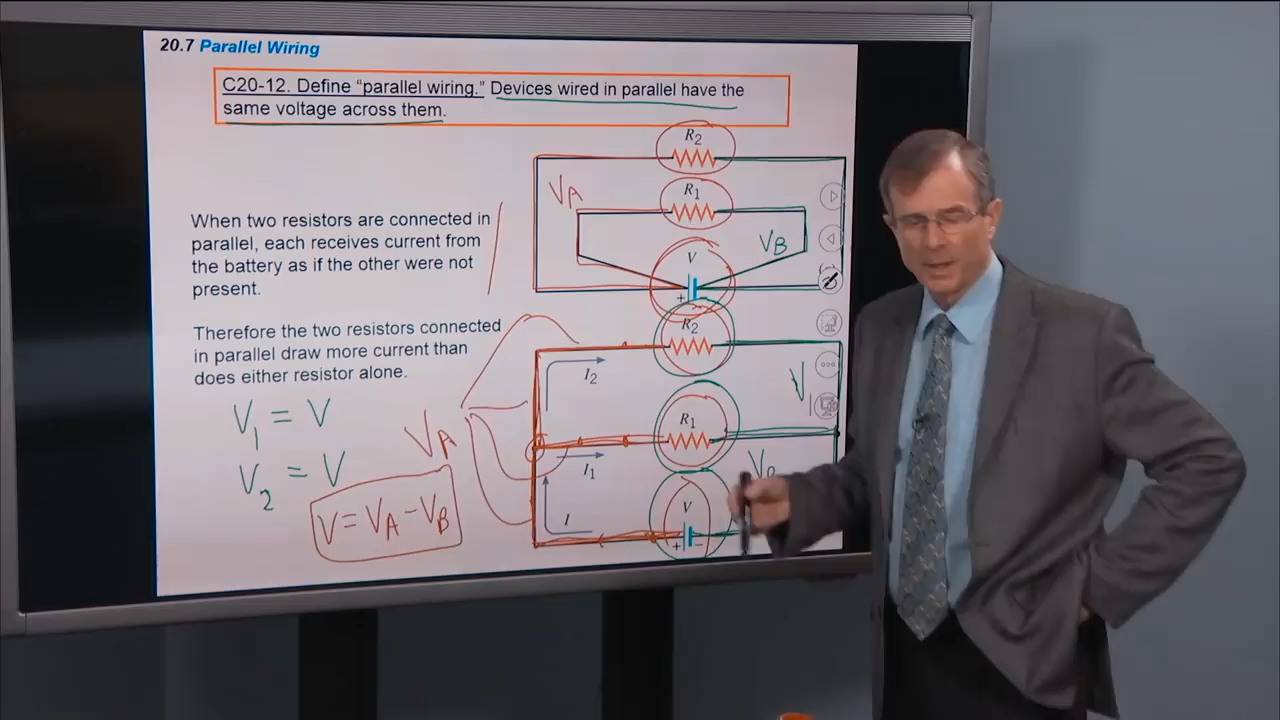 20.7 Parallel Wiring
C20-12. Define “parallel wiring.” Devices wired in parallel have the
same voltage across them.
R2
VA
R1
When two resistors are connected in
parallel, each receives current from
the battery as if the other were not
present.
VB
V
+
Therefore the two resistors connected
in parallel draw more current than
does either resistor alone.
R2
I2
V
V1 = V
VA
R1
I1
V2 = V
V = VA - VB
I
V
+ -